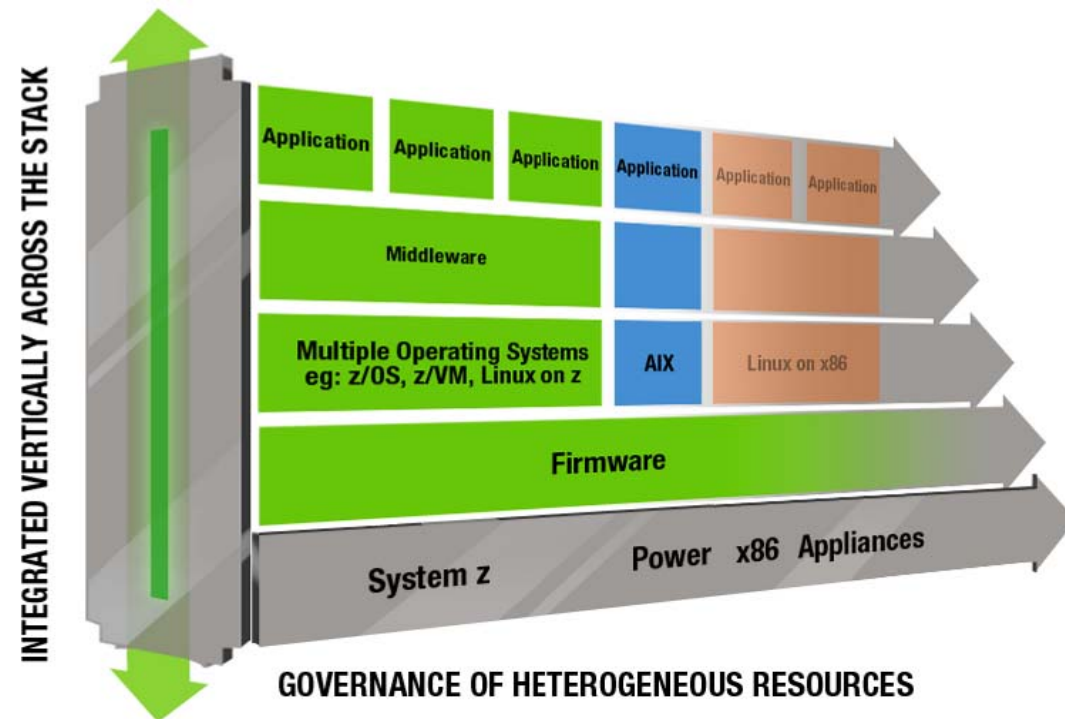 INTEGRATED VERTICALLY ACROSS THE STACK
Application
Application
Application
Application
Application
Application
Middleware
Multiple Operating Systems
eg: z/OS, z/VM, Linux on z
AIX
Linux on x86
Firmware
System z
Power x86 Appliances
GOVERNANCE OF HETEROGENEOUS RESOURCES